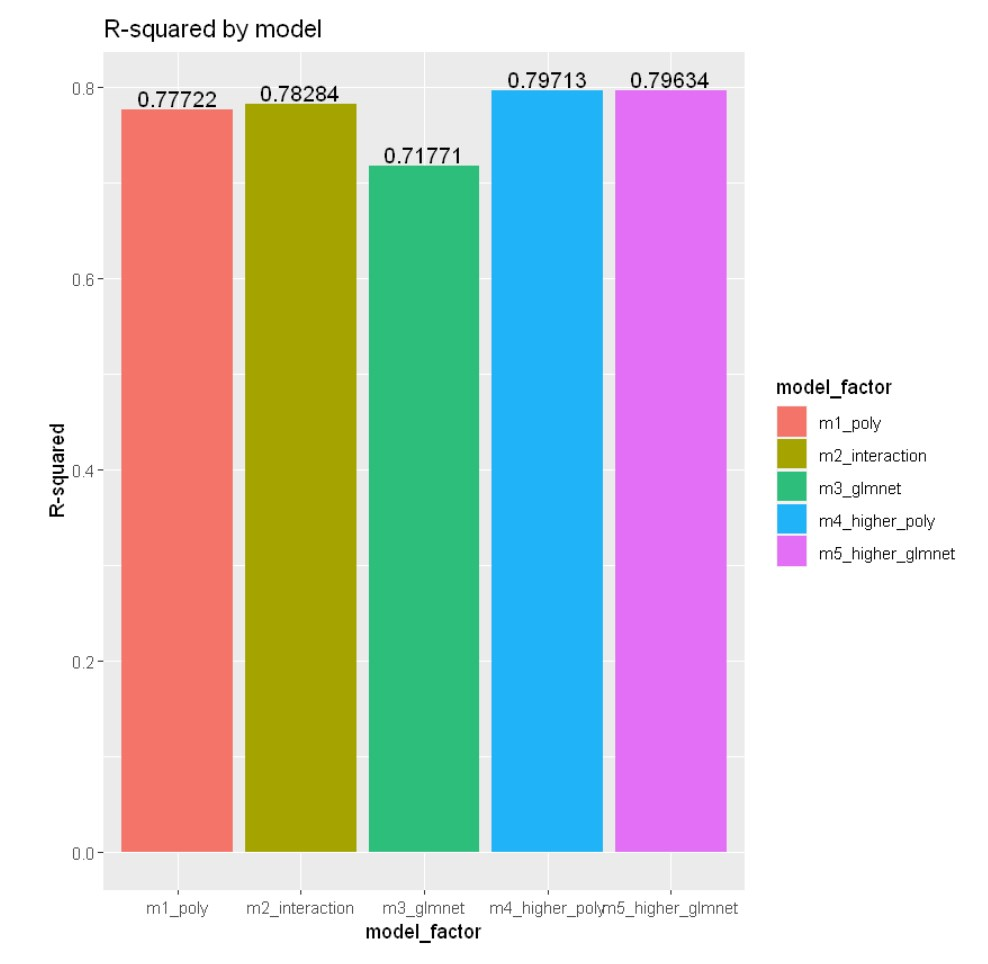 R-squared by model
0.8
0.6
0.4
0.2
0.0
R-squared
0.77722
0.78284
0.71771
0.79713
0.79634
m1_poly
m2_interaction
m3_glmnet
m4_higher_poly
m5_higher_glmnet
model_factor
model_factor
m1_poly
m2_interaction
m3_glmnet
m4_higher_poly
m5_higher_glmnet